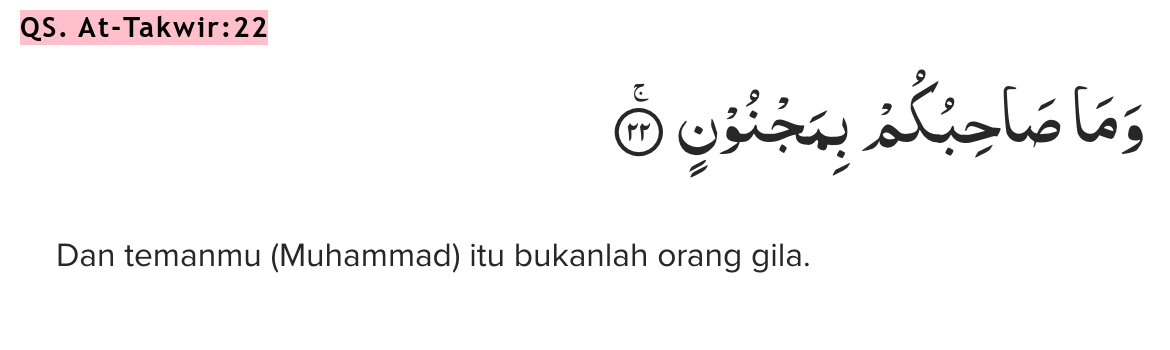 QS. At-Takwir:22
وَمَا صَاحِبُكُمْ بِمَجْنُوْنٍۚ ۝٢٢
Dan temanmu (Muhammad) itu bukanlah orang gila.